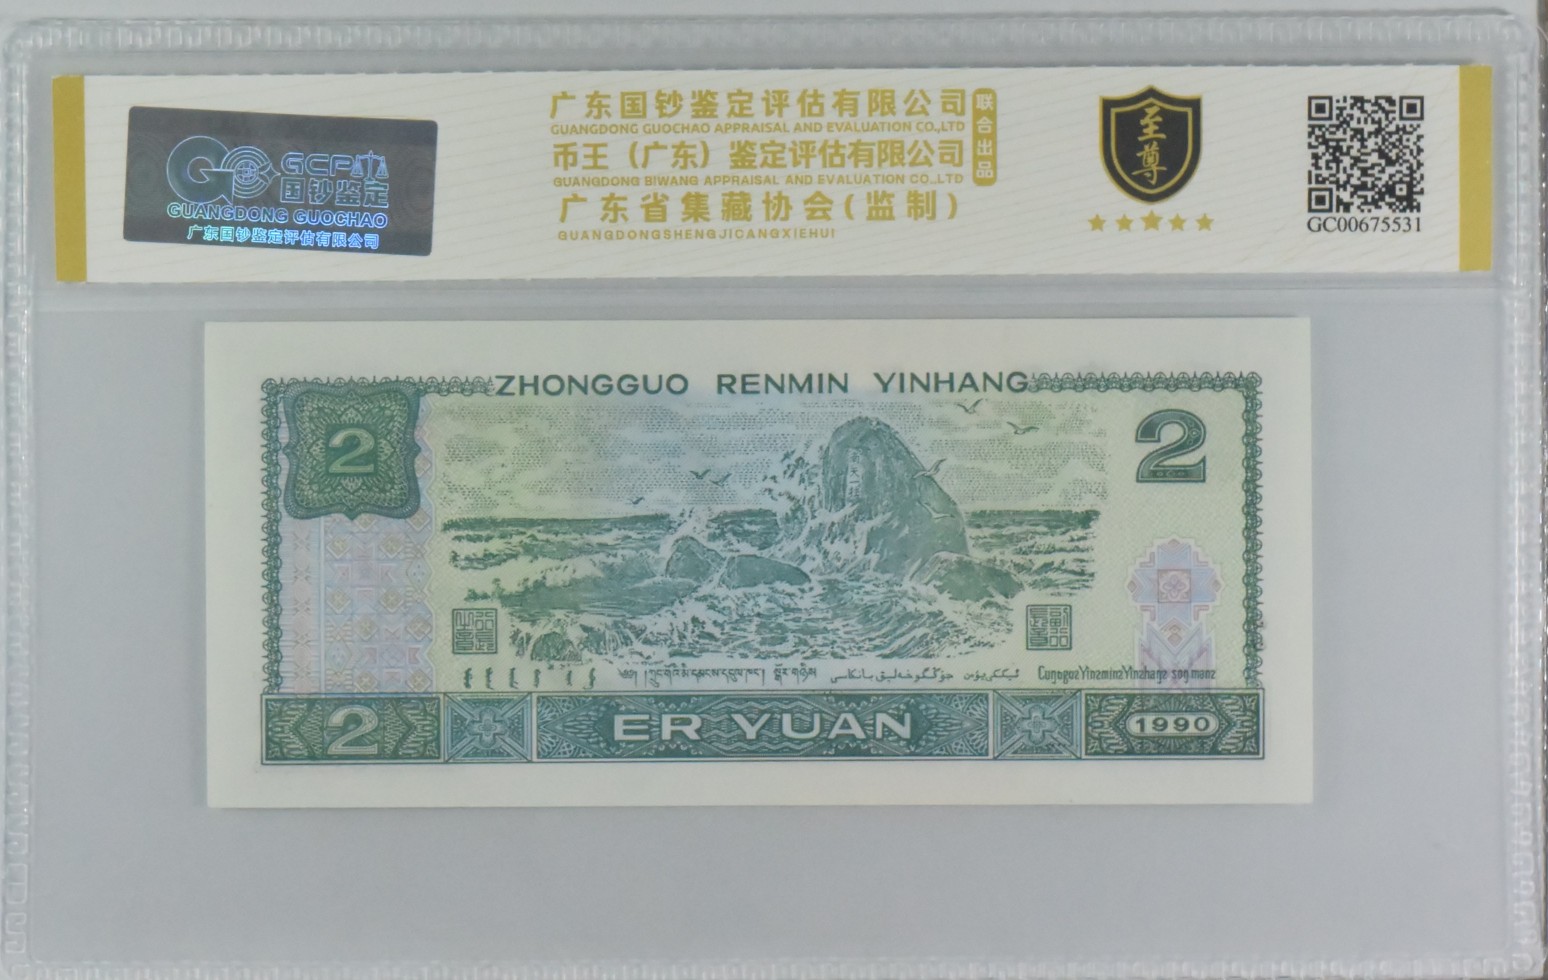 GCP
国钞鉴定
GUANGDONG GUOCHAO
广东国钞鉴定评估有限公司
广东国钞鉴定评估有限公司
GUANGDONG GUOCHAO APPRAISAL AND EVALUATION CO.,LTD
币王（广东）鉴定评估有限公司
GUANGDONG BIWANG APPRAISAL AND EVALUATION CO.,LTD
联合出品
广东省集藏协会(监制)
GUANGDONGSHENGJICANGXIEHUI
至尊
GC00675531
ZHONGGUO RENMIN YINHANG
2
2
Cunƨgoz Yinzminz Yinzhanz song manz
2
ER YUAN
1990